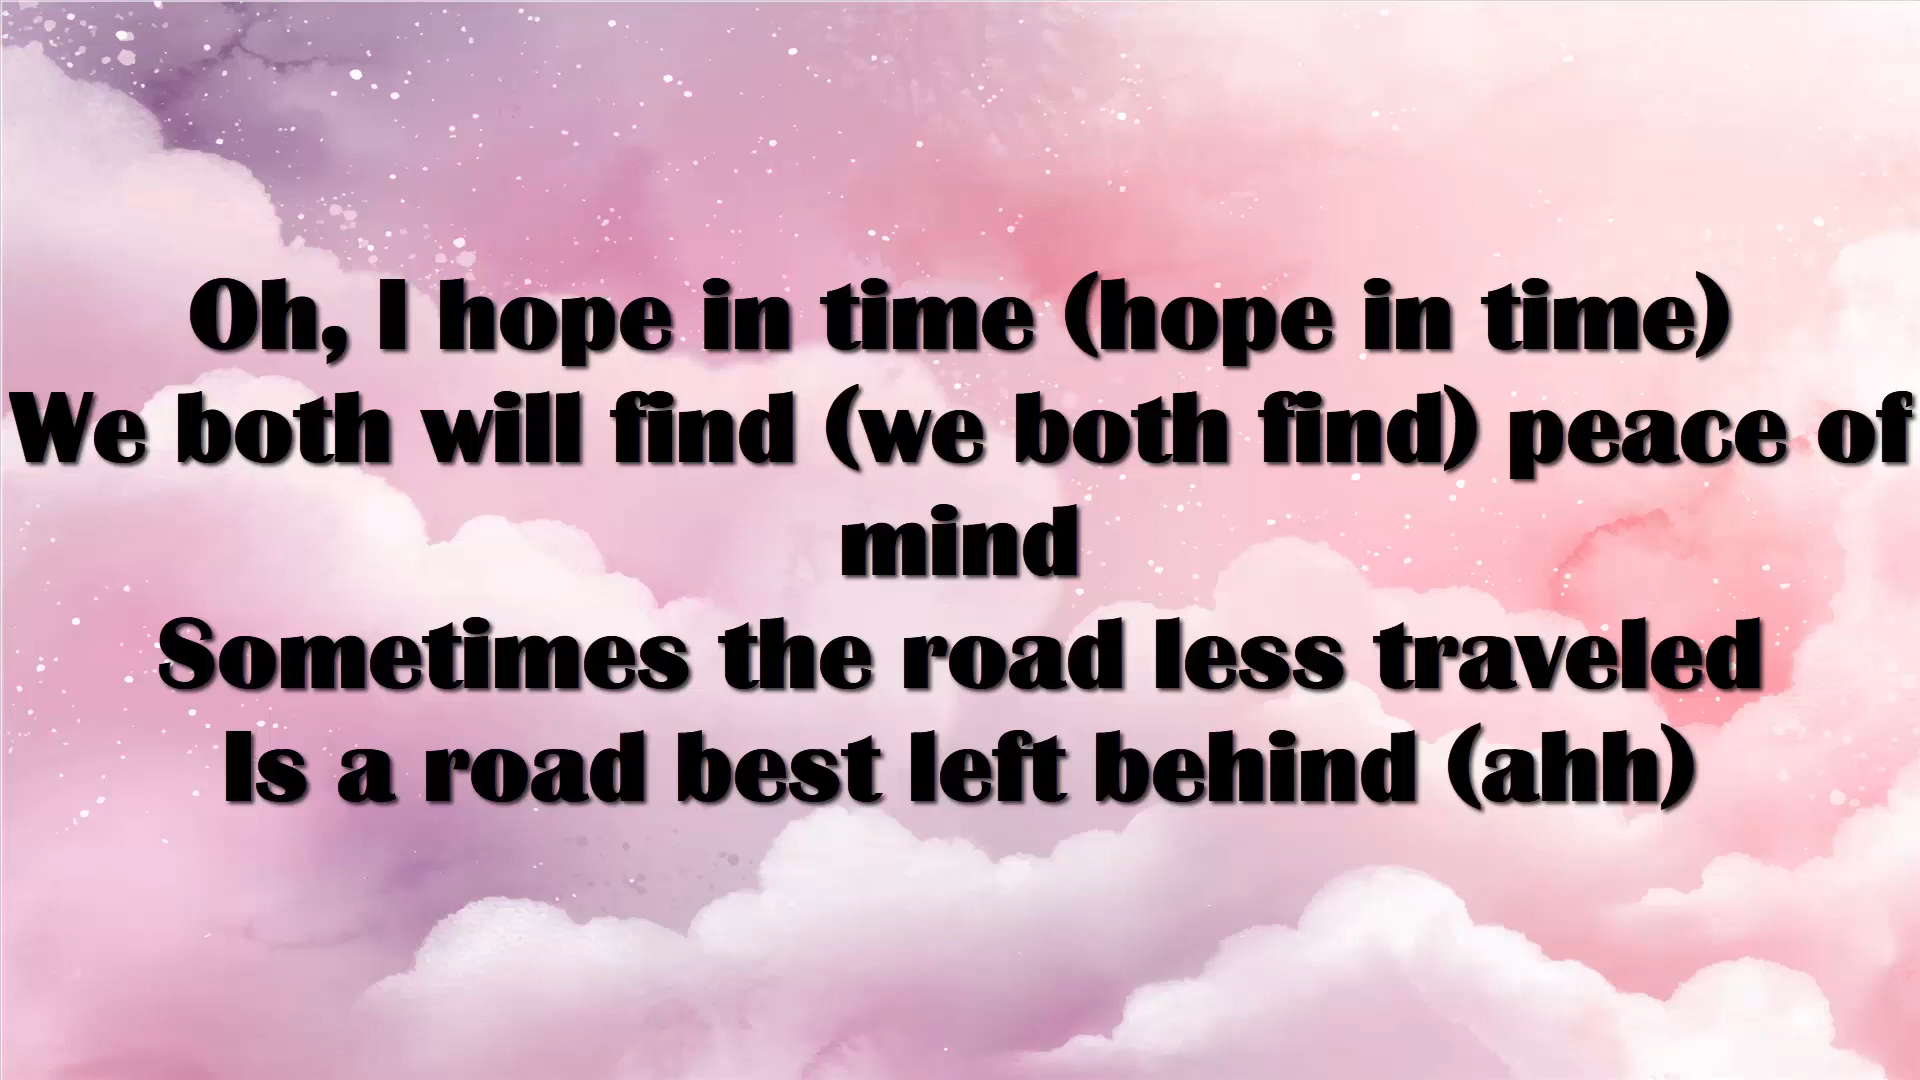 Oh, I hope in time (hope in time)
We both will find (we both find) peace of
mind
Sometimes the road less traveled
Is a road best left behind (ahh)